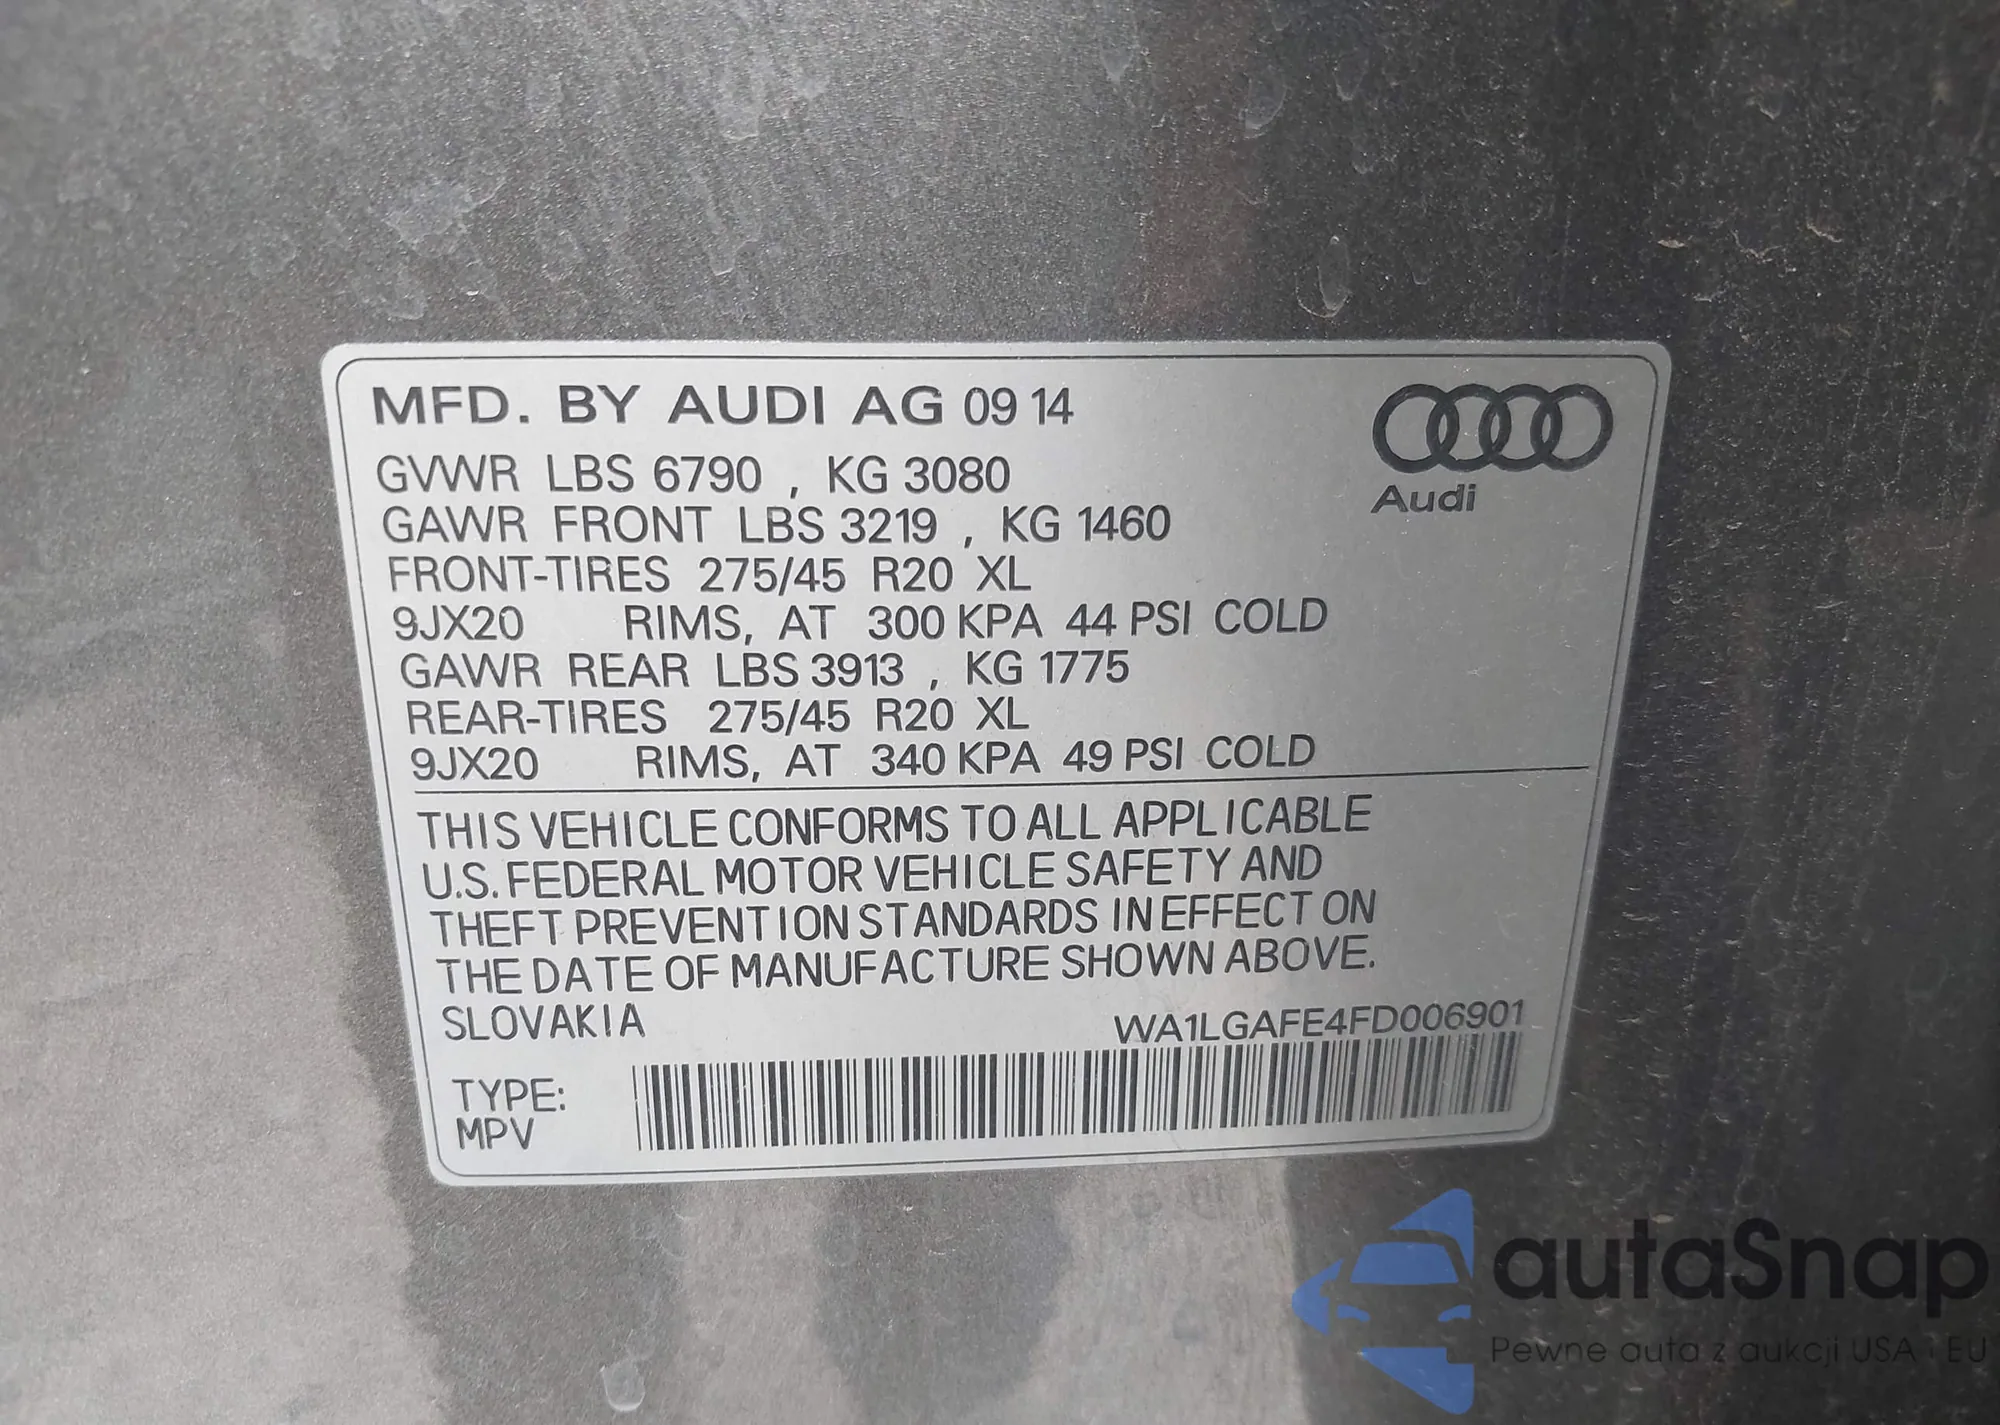 MFD. BY AUDI AG 09 14
Audi
GVWR LBS 6790 , KG 3080
GAWR FRONT LBS 3219 , KG 1460
FRONT-TIRES 275/45 R20 XL
9JX20 RIMS, AT 300 KPA 44 PSI COLD
GAWR REAR LBS 3913 , KG 1775
REAR-TIRES 275/45 R20 XL
9JX20 RIMS, AT 340 KPA 49 PSI COLD
THIS VEHICLE CONFORMS TO ALL APPLICABLE
U.S. FEDERAL MOTOR VEHICLE SAFETY AND
THEFT PREVENTION STANDARDS IN EFFECT ON
THE DATE OF MANUFACTURE SHOWN ABOVE.
SLOVAKIA WA1LGAFE4FD006901
TYPE:
MPV
autaSnap
Pewne auta z aukcji USA i EU